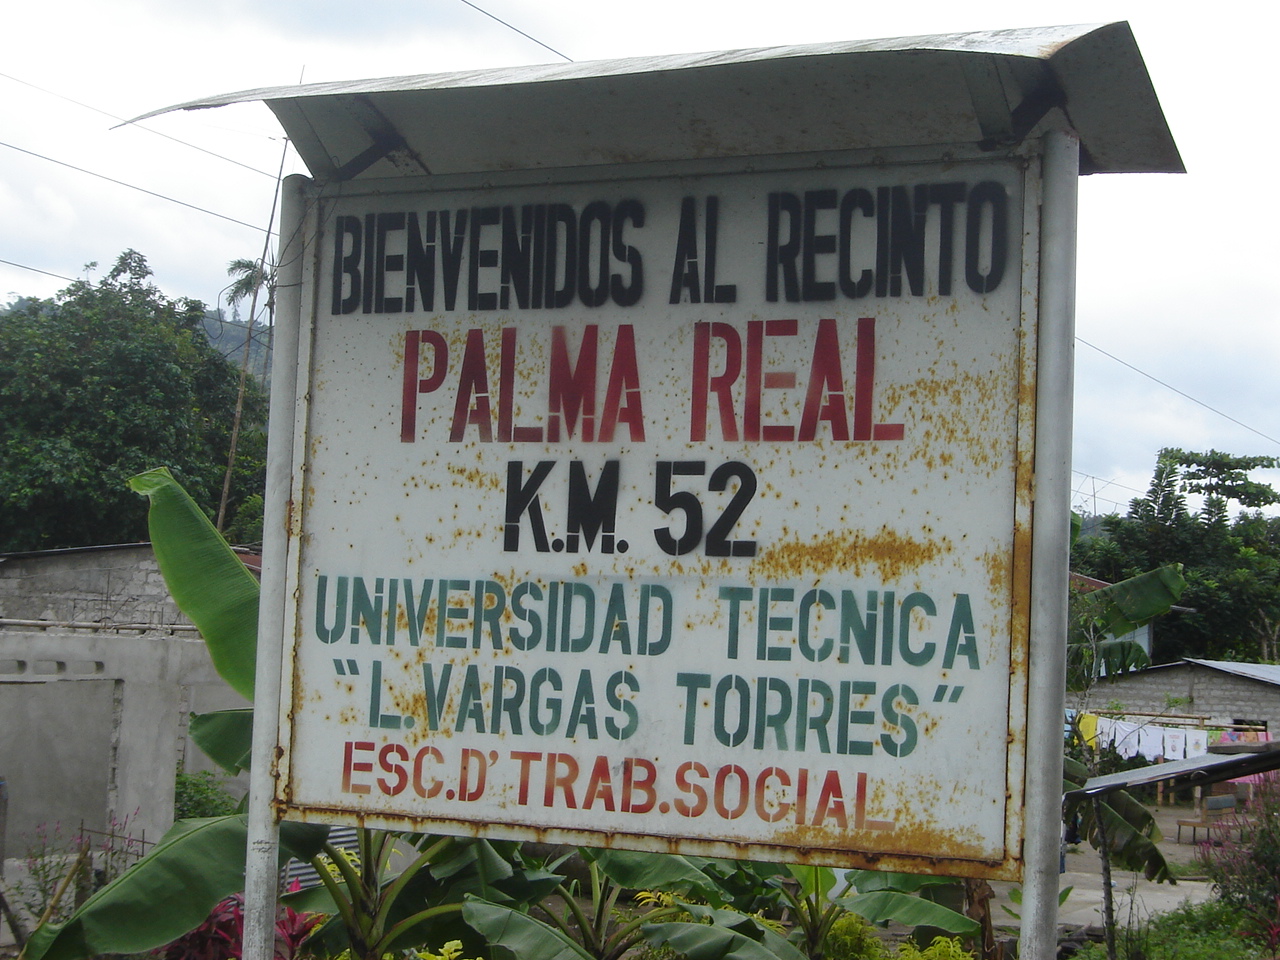 BIENVENIDOS AL RECINTO
PALMA REAL
K.M. 52
UNIVERSIDAD TECNICA
"L.VARGAS TORRES"
ESC.D' TRAB.SOCIAL